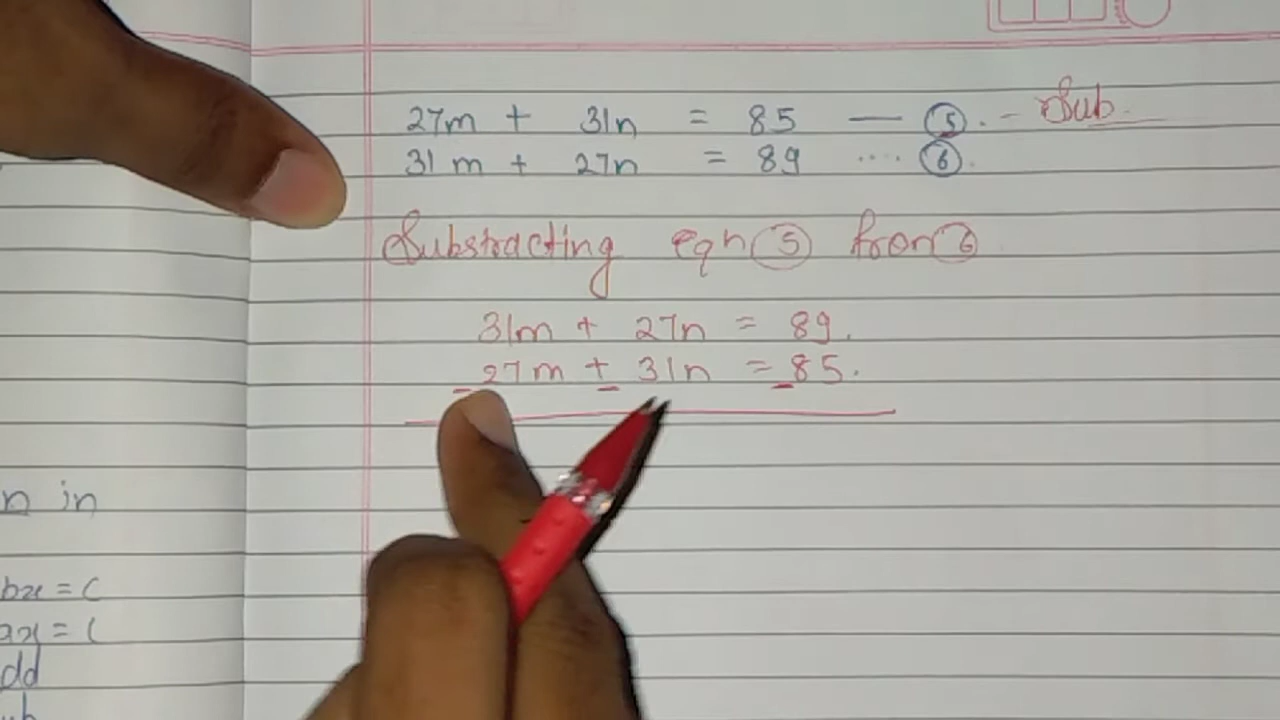 27m + 31n = 85 — 5. - Sub.
31m + 27n = 89 .... 6.
Substracting eqn 5 from 6
31m + 27n = 89.
27m + 31n = 85.
- - -
n in
bx = C
ax = C
dd
ub